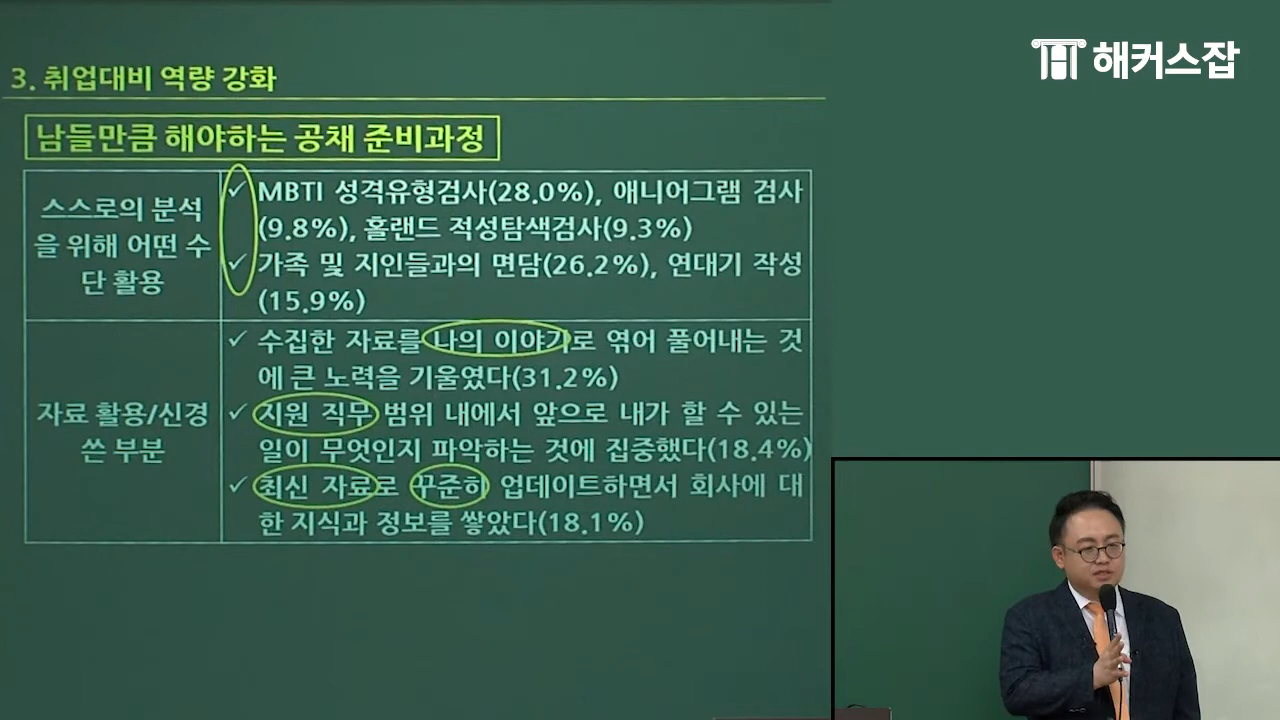 해커스잡
3. 취업대비 역량 강화
남들만큼 해야하는 공채 준비과정
스스로의 분석
을 위해 어떤 수
단 활용
✓ MBTI 성격유형검사(28.0%), 애니어그램 검사
(9.8%), 홀랜드 적성탐색검사(9.3%)
✓ 가족 및 지인들과의 면담(26.2%), 연대기 작성
(15.9%)
자료 활용/신경
쓴 부분
✓ 수집한 자료를 나의 이야기로 엮어 풀어내는 것
에 큰 노력을 기울였다(31.2%)
✓ 지원 직무 범위 내에서 앞으로 내가 할 수 있는
일이 무엇인지 파악하는 것에 집중했다(18.4%)
✓ 최신 자료로 꾸준히 업데이트하면서 회사에 대
한 지식과 정보를 쌓았다(18.1%)